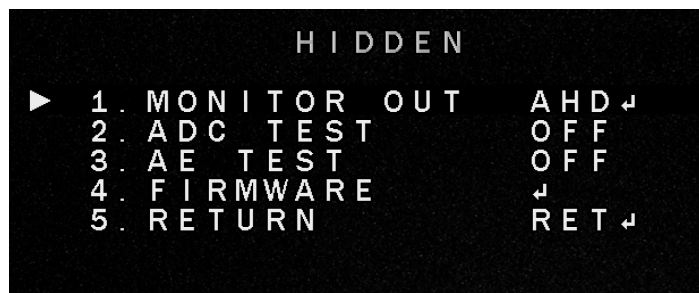 HIDDEN
▶ 1. MONITOR OUT AHD↲
2. ADC TEST OFF
3. AE TEST OFF
4. FIRMWARE ↲
5. RETURN RET↲